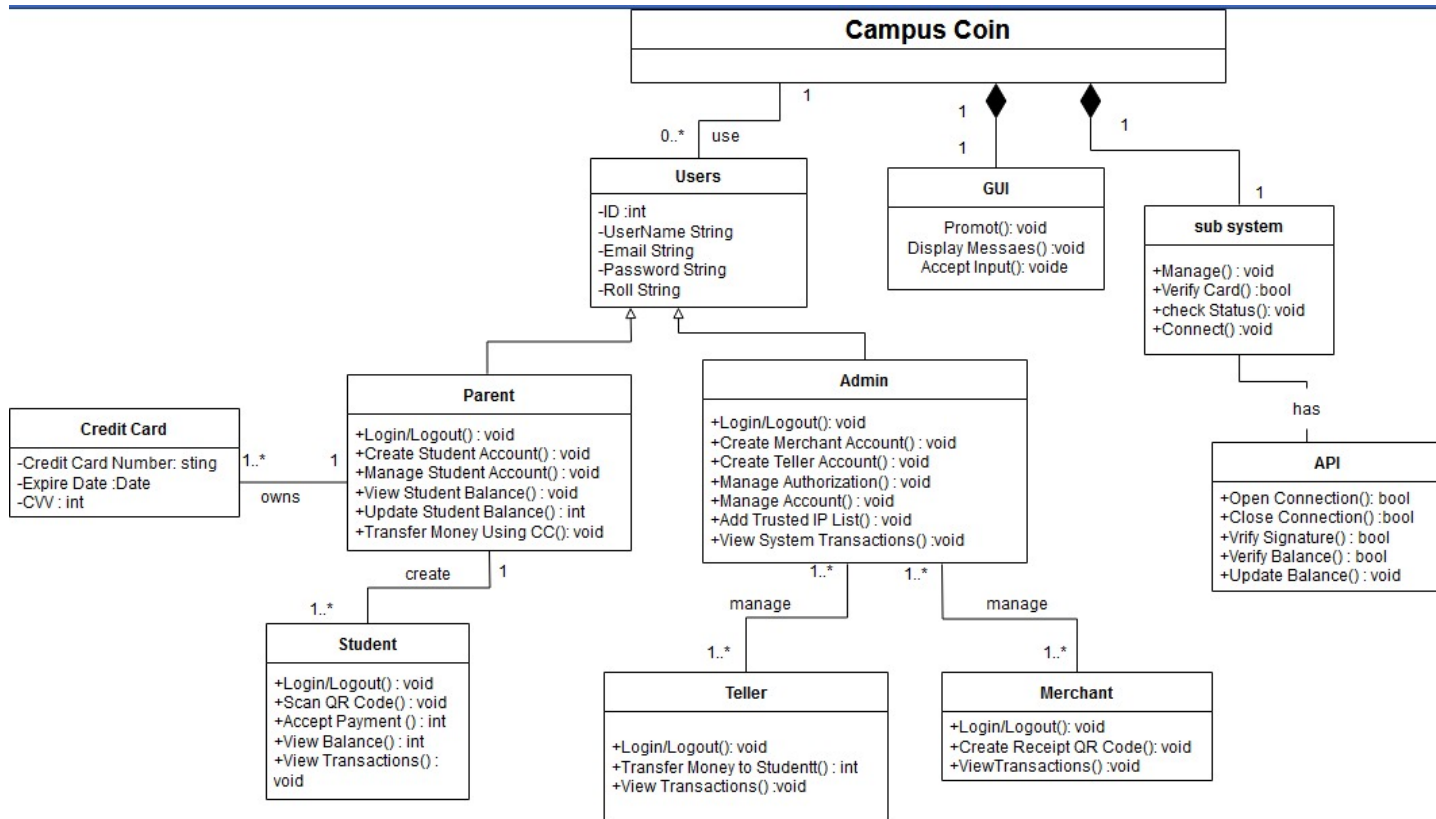 Campus Coin
1
1
1
0..*
use
1
1
Users
-ID :int
-UserName String
-Email String
-Password String
-Roll String
GUI
Promot(): void
Display Messaes() :void
Accept Input(): voide
sub system
+Manage() : void
+Verify Card() :bool
+check Status(): void
+Connect() :void
has
API
+Open Connection(): bool
+Close Connection() :bool
+Vrify Signature() : bool
+Verify Balance() : bool
+Update Balance() : void
Credit Card
-Credit Card Number: sting
-Expire Date :Date
-CVV : int
1..*
1
owns
Parent
+Login/Logout() : void
+Create Student Account() : void
+Manage Student Account() : void
+View Student Balance() : void
+Update Student Balance() : int
+Transfer Money Using CC(): void
Admin
+Login/Logout(): void
+Create Merchant Account() : void
+Create Teller Account() : void
+Manage Authorization() : void
+Manage Account() : void
+Add Trusted IP List() : void
+View System Transactions() :void
create
1
1..*
1..*
1..*
manage
manage
1..*
1..*
Student
+Login/Logout() : void
+Scan QR Code() : void
+Accept Payment () : int
+View Balance() : int
+View Transactions() :
void
Teller
+Login/Logout(): void
+Transfer Money to Studentt() : int
+View Transactions() :void
Merchant
+Login/Logout(): void
+Create Receipt QR Code(): void
+ViewTransactions() :void